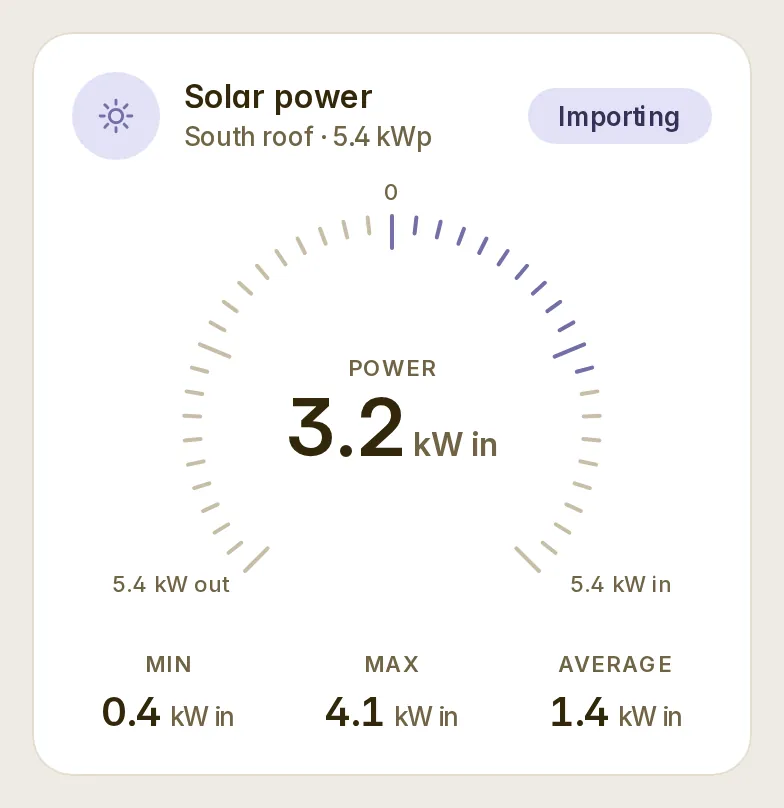 Solar power
South roof · 5.4 kWp
Importing
0
POWER
3.2 kW in
5.4 kW out
5.4 kW in
MIN
MAX
AVERAGE
0.4 kW in
4.1 kW in
1.4 kW in